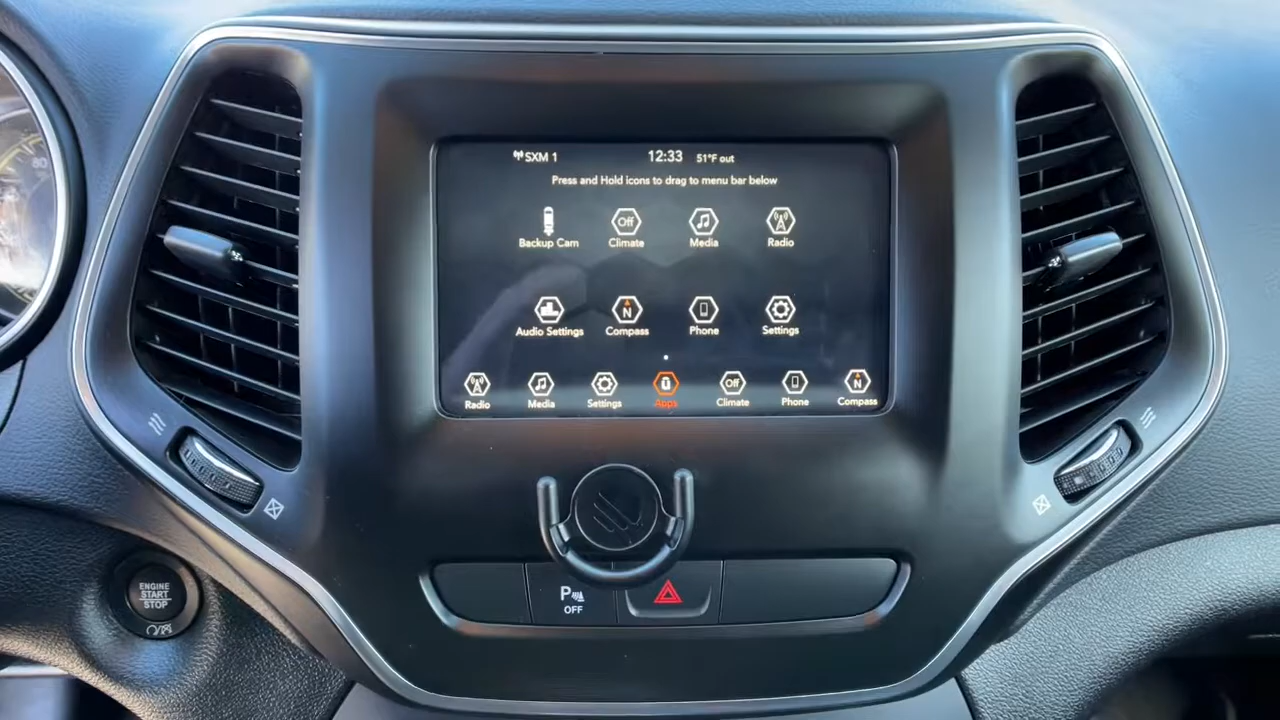 SXM 1 12:33 51°F out
Press and Hold icons to drag to menu bar below
Off
Backup Cam Climate Media Radio
N
Audio Settings Compass Phone Settings
Off N
Radio Media Settings Apps Climate Phone Compass
80
ENGINE
START
STOP
P
OFF